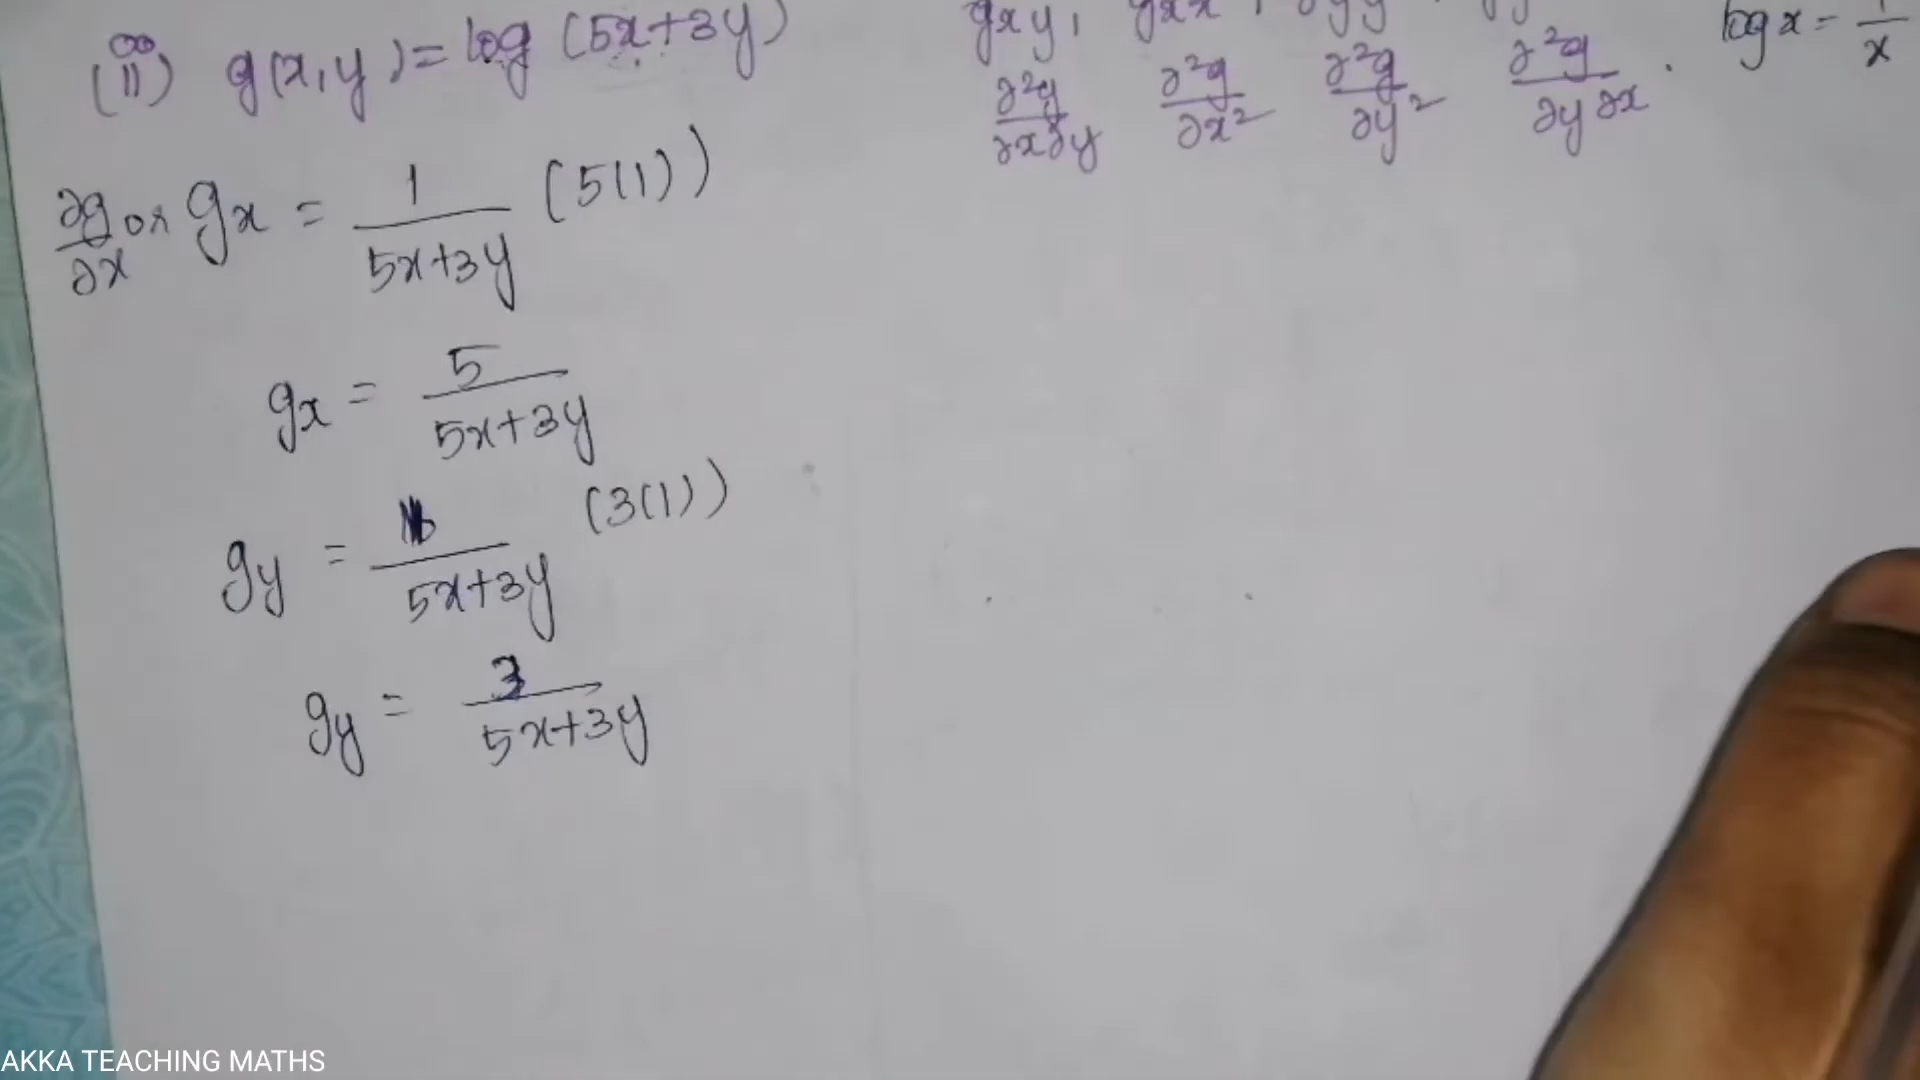 (ii) g(x,y) = log (5x+3y)
gxy, gxx,
∂²g/∂x∂y ∂²g/∂x² ∂²g/∂y² ∂²g/∂y∂x . log x = 1/x
∂g/∂x or gx = 1/(5x+3y) (5(1))
gx = 5/(5x+3y)
gy = 1/(5x+3y) (3(1))
gy = 3/(5x+3y)
AKKA TEACHING MATHS